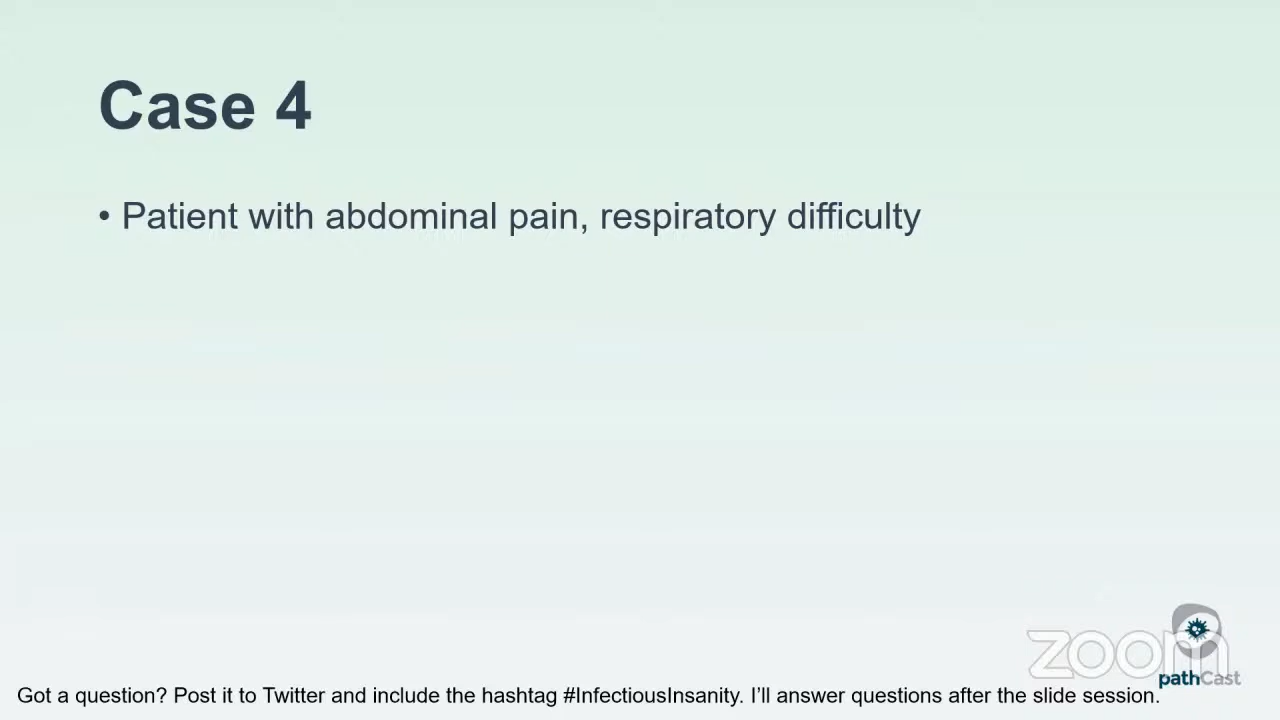 Case 4
• Patient with abdominal pain, respiratory difficulty
zoom
pathCast
Got a question? Post it to Twitter and include the hashtag #InfectiousInsanity. I’ll answer questions after the slide session.